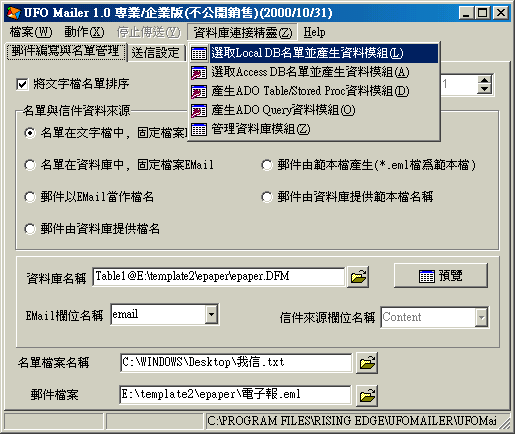 UFO Mailer 1.0 專業/企業版(不公開銷售)(2000/10/31)
檔案(W) 動作(X) 停止傳送(Y) 資料庫連接精靈(Z) Help
郵件編寫與名單管理 送信設定
選取Local DB名單並產生資料模組(L)
選取Access DB名單並產生資料模組(A)
產生ADO Table/Stored Proc資料模組(D)
產生ADO Query資料模組(O)
管理資料庫模組(Z)
將文字檔名單排序
1
名單與信件資料來源
名單在文字檔中, 固定檔案
名單在資料庫中, 固定檔案EMail
郵件由範本檔產生(*.eml檔為範本檔)
郵件以EMail當作檔名
郵件由資料庫提供範本檔名稱
郵件由資料庫提供檔名
資料庫名稱 Table1@E:\template2\epaper\epaper.DFM 預覽
EMail欄位名稱 email 信件來源欄位名稱 Content
名單檔案名稱 C:\WINDOWS\Desktop\我信.txt
郵件檔案 E:\template2\epaper\電子報.eml
C:\PROGRAM FILES\RISING EDGE\UFOMAILER\UFOMai